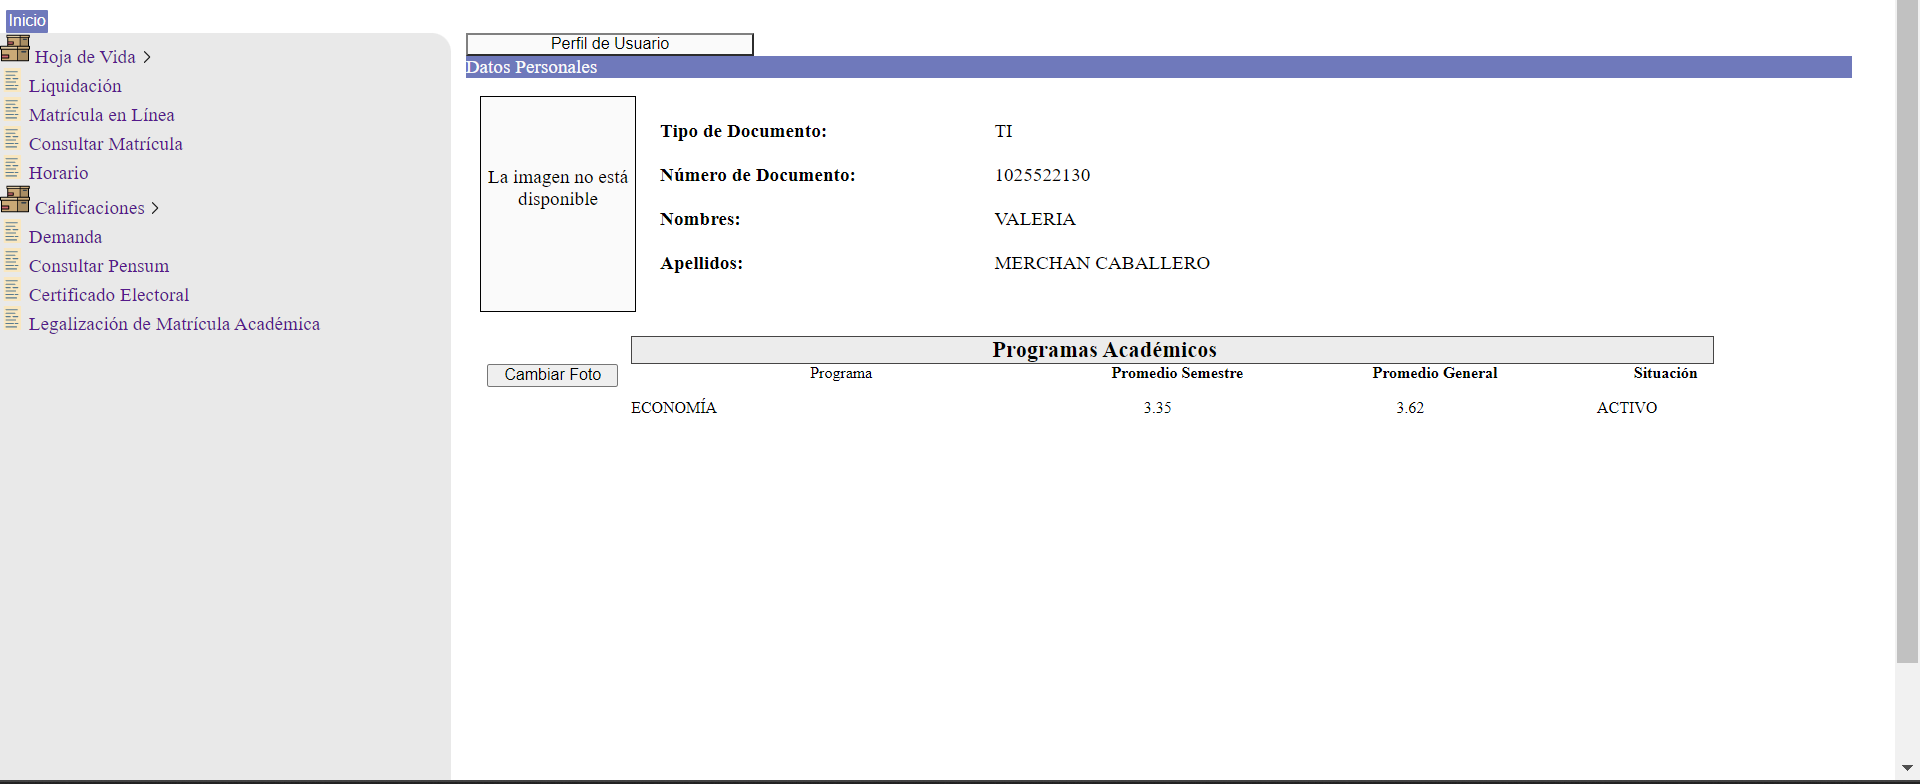 Inicio
Hoja de Vida >
Liquidación
Matrícula en Línea
Consultar Matrícula
Horario
Calificaciones >
Demanda
Consultar Pensum
Certificado Electoral
Legalización de Matrícula Académica
Perfil de Usuario
Datos Personales
La imagen no está
disponible
Tipo de Documento: TI
Número de Documento: 1025522130
Nombres: VALERIA
Apellidos: MERCHAN CABALLERO
Cambiar Foto
Programas Académicos
Programa Promedio Semestre Promedio General Situación
ECONOMÍA 3.35 3.62 ACTIVO